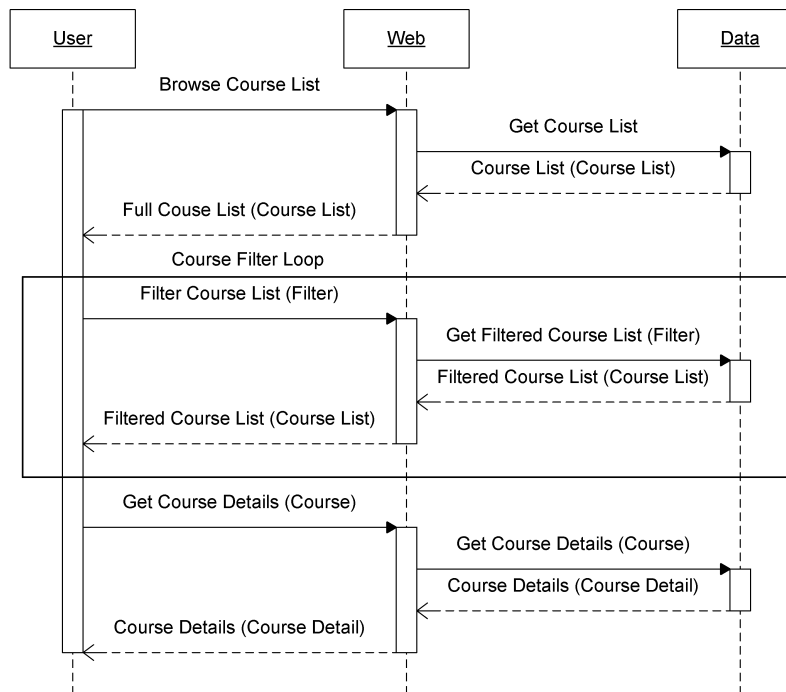 User
Web
Data
Browse Course List
Get Course List
Course List (Course List)
Full Couse List (Course List)
Course Filter Loop
Filter Course List (Filter)
Get Filtered Course List (Filter)
Filtered Course List (Course List)
Filtered Course List (Course List)
Get Course Details (Course)
Get Course Details (Course)
Course Details (Course Detail)
Course Details (Course Detail)